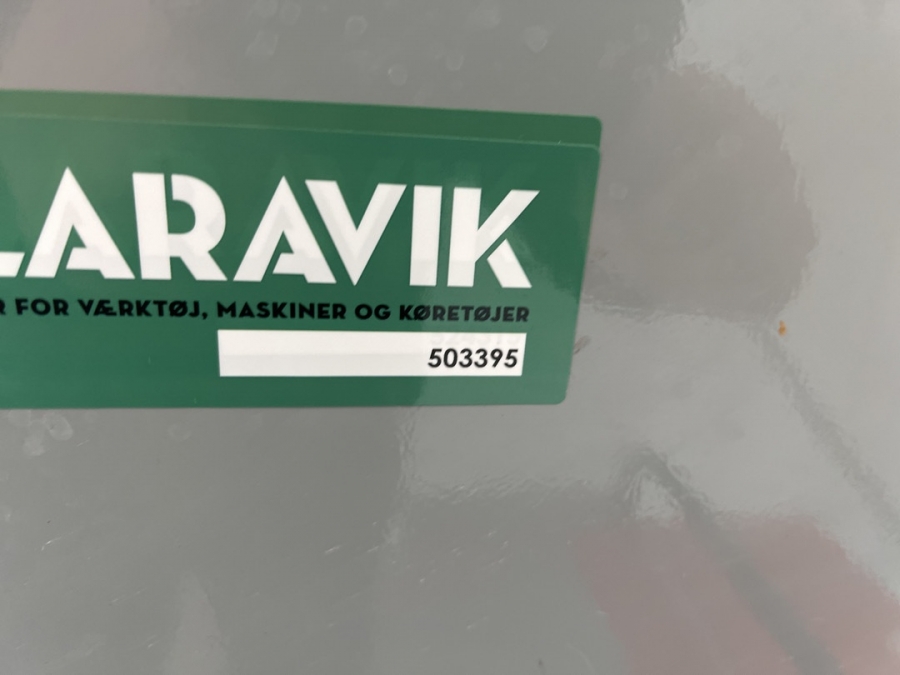 LARAVIK
R FOR VÆRKTØJ, MASKINER OG KØRETØJER
503395